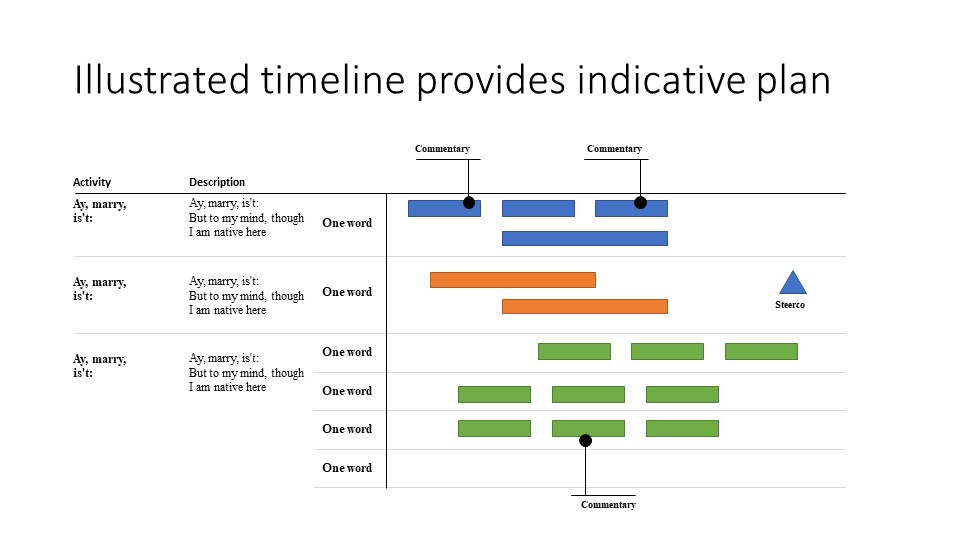 Illustrated timeline provides indicative plan
Commentary
Commentary
Activity
Description
Ay, marry,
is't:
Ay, marry, is't:
But to my mind, though
I am native here
One word
Ay, marry,
is't:
Ay, marry, is't:
But to my mind, though
I am native here
One word
Steerco
Ay, marry,
is't:
Ay, marry, is't:
But to my mind, though
I am native here
One word
One word
One word
One word
Commentary